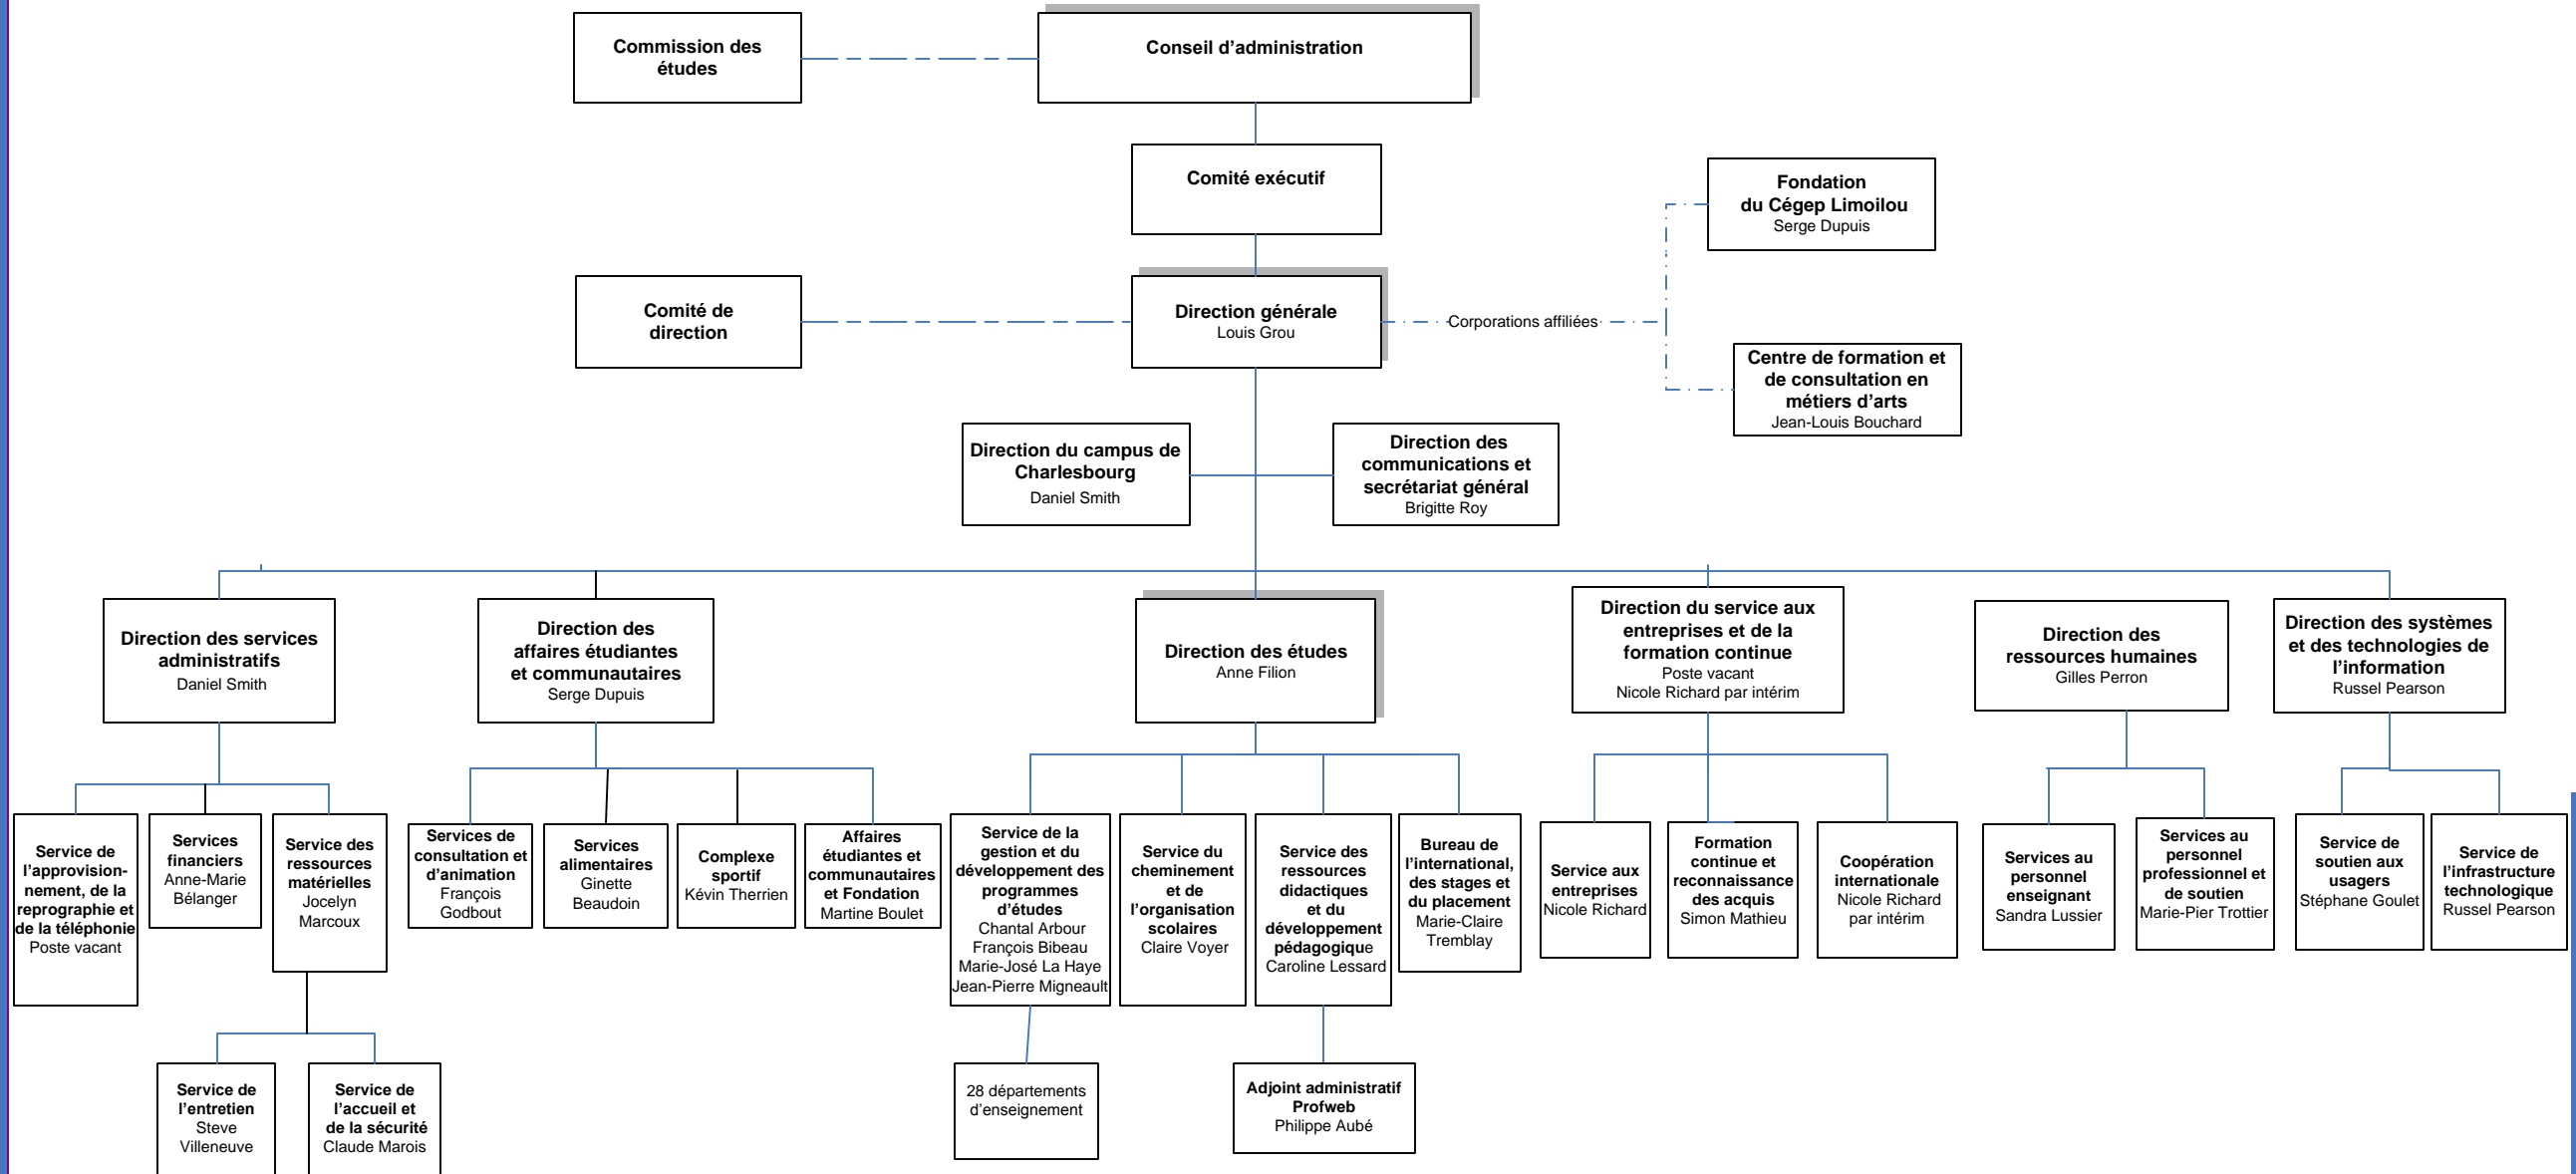 Commission des
études
Conseil d'administration
Comité exécutif
Fondation
du Cégep Limoilou
Serge Dupuis
Comité de
direction
Direction générale
Louis Grou
Corporations affiliées
Centre de formation et
de consultation en
métiers d'arts
Jean-Louis Bouchard
Direction du campus de
Charlesbourg
Daniel Smith
Direction des
communications et
secrétariat général
Brigitte Roy
Direction des services
administratifs
Daniel Smith
Direction des
affaires étudiantes
et communautaires
Serge Dupuis
Direction des études
Anne Filion
Direction du service aux
entreprises et de la
formation continue
Poste vacant
Nicole Richard par intérim
Direction des
ressources humaines
Gilles Perron
Direction des systèmes
et des technologies de
l'information
Russel Pearson
Service de
l'approvision-
nement, de la
reprographie et
de la téléphonie
Poste vacant
Services
financiers
Anne-Marie
Bélanger
Service des
ressources
matérielles
Jocelyn
Marcoux
Services de
consultation et
d'animation
François
Godbout
Services
alimentaires
Ginette
Beaudoin
Complexe
sportif
Kévin Therrien
Affaires
étudiantes et
communautaires
et Fondation
Martine Boulet
Service de la
gestion et du
développement des
programmes
d'études
Chantal Arbour
François Bibeau
Marie-José La Haye
Jean-Pierre Migneault
Service du
cheminement
et de
l'organisation
scolaires
Claire Voyer
Service des
ressources
didactiques
et du
développement
pédagogique
Caroline Lessard
Bureau de
l'international,
des stages et
du placement
Marie-Claire
Tremblay
Service aux
entreprises
Nicole Richard
Formation
continue et
reconnaissance
des acquis
Simon Mathieu
Coopération
internationale
Nicole Richard
par intérim
Services au
personnel
enseignant
Sandra Lussier
Services au
personnel
professionnel et
de soutien
Marie-Pier Trottier
Service de
soutien aux
usagers
Stéphane Goulet
Service de
l'infrastructure
technologique
Russel Pearson
Service de
l'entretien
Steve
Villeneuve
Service de
l'accueil et
de la sécurité
Claude Marois
28 départements
d'enseignement
Adjoint administratif
Profweb
Philippe Aubé